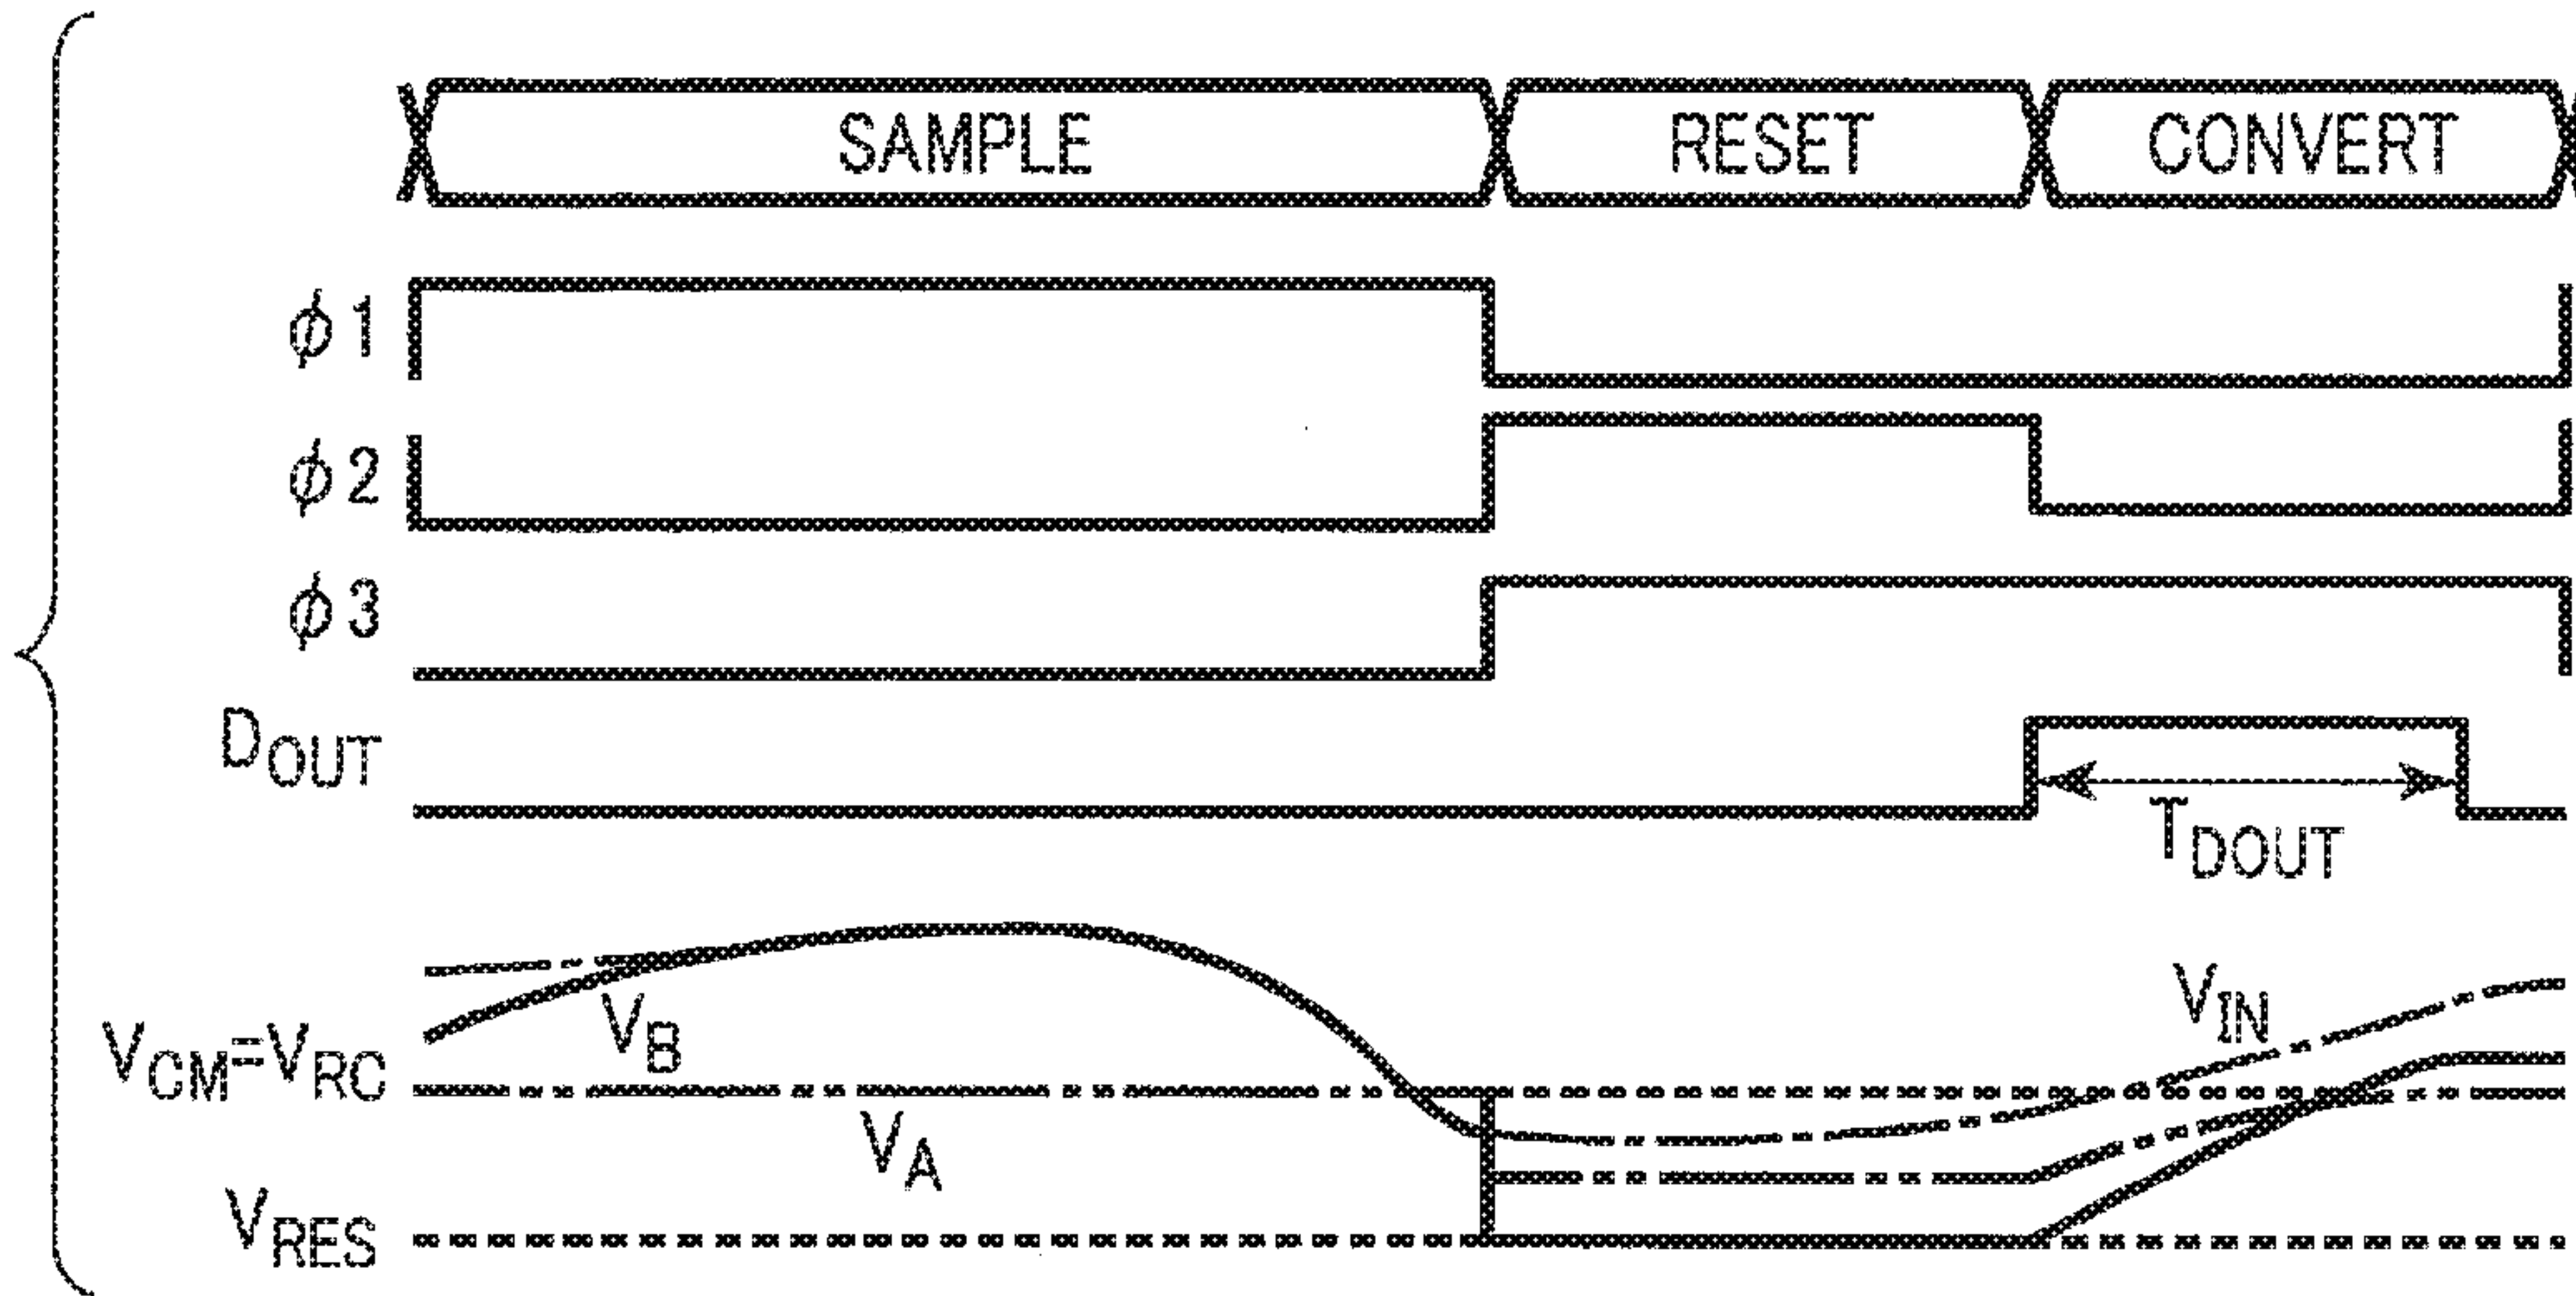 SAMPLE RESET CONVERT
ϕ1
ϕ2
ϕ3
DOUT
TDOUT
VIN
VB
VCM=VRC
VA
VRES